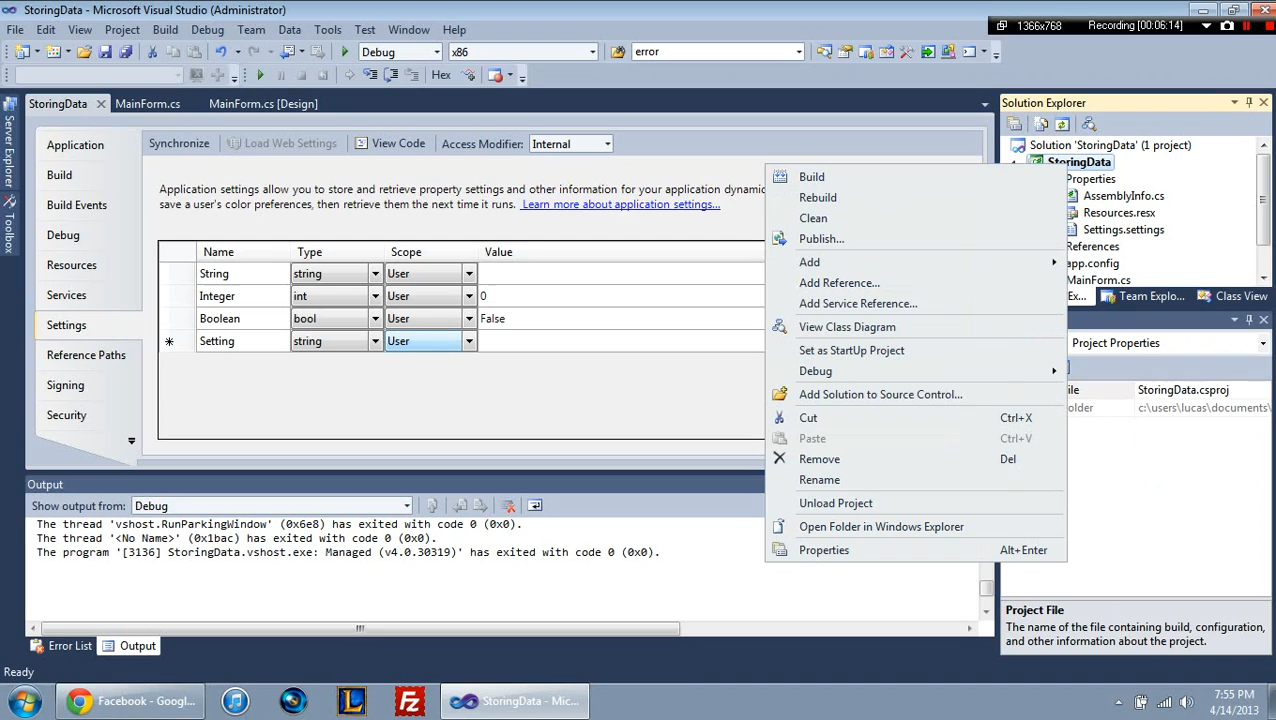 StoringData - Microsoft Visual Studio (Administrator)
File Edit View Project Build Debug Team Data Tools Test Window Help
1366x768 Recording [00:06:14]
Debug x86 error
Hex
StoringData MainForm.cs MainForm.cs [Design]
Server Explorer
Toolbox
Application
Build
Build Events
Debug
Resources
Services
Settings
Reference Paths
Signing
Security
Synchronize Load Web Settings View Code Access Modifier: Internal
Application settings allow you to store and retrieve property settings and other information for your application dynamic
save a user's color preferences, then retrieve them the next time it runs. Learn more about application settings...
Name Type Scope Value
String string User
Integer int User 0
Boolean bool User False
* Setting string User
Build
Rebuild
Clean
Publish...
Add
Add Reference...
Add Service Reference...
View Class Diagram
Set as StartUp Project
Debug
Add Solution to Source Control...
Cut Ctrl+X
Paste Ctrl+V
Remove Del
Rename
Unload Project
Open Folder in Windows Explorer
Properties Alt+Enter
Solution Explorer
Solution 'StoringData' (1 project)
StoringData
Properties
AssemblyInfo.cs
Resources.resx
Settings.settings
References
app.config
MainForm.cs
Ex... Team Explo... Class View
Project Properties
ile StoringData.csproj
older c:\users\lucas\documents\
Project File
The name of the file containing build, configuration,
and other information about the project.
Output
Show output from: Debug
The thread 'vshost.RunParkingWindow' (0x6e8) has exited with code 0 (0x0).
The thread '<No Name>' (0x1bac) has exited with code 0 (0x0).
The program '[3136] StoringData.vshost.exe: Managed (v4.0.30319)' has exited with code 0 (0x0).
Error List Output
Ready
Facebook - Googl... Fz StoringData - Mic...
7:55 PM
4/14/2013